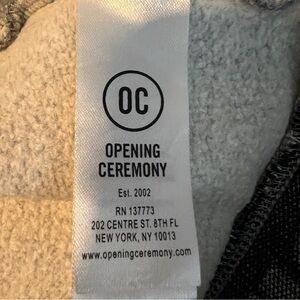 OC
OPENING
CEREMONY
Est. 2002
RN 137773
202 CENTRE ST. 8TH FL
NEW YORK, NY 10013
www.openingceremony.com